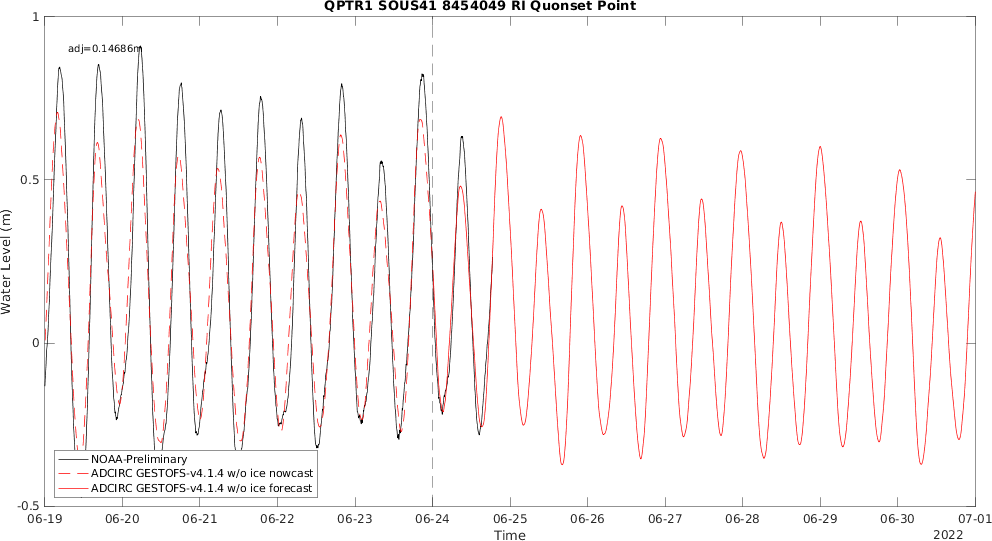 QPTR1 SOUS41 8454049 RI Quonset Point
adj=0.14686m
Water Level (m)
1
0.5
0
-0.5
NOAA-Preliminary
ADCIRC GESTOFS-v4.1.4 w/o ice nowcast
ADCIRC GESTOFS-v4.1.4 w/o ice forecast
06-19 06-20 06-21 06-22 06-23 06-24 06-25 06-26 06-27 06-28 06-29 06-30 07-01
Time
2022